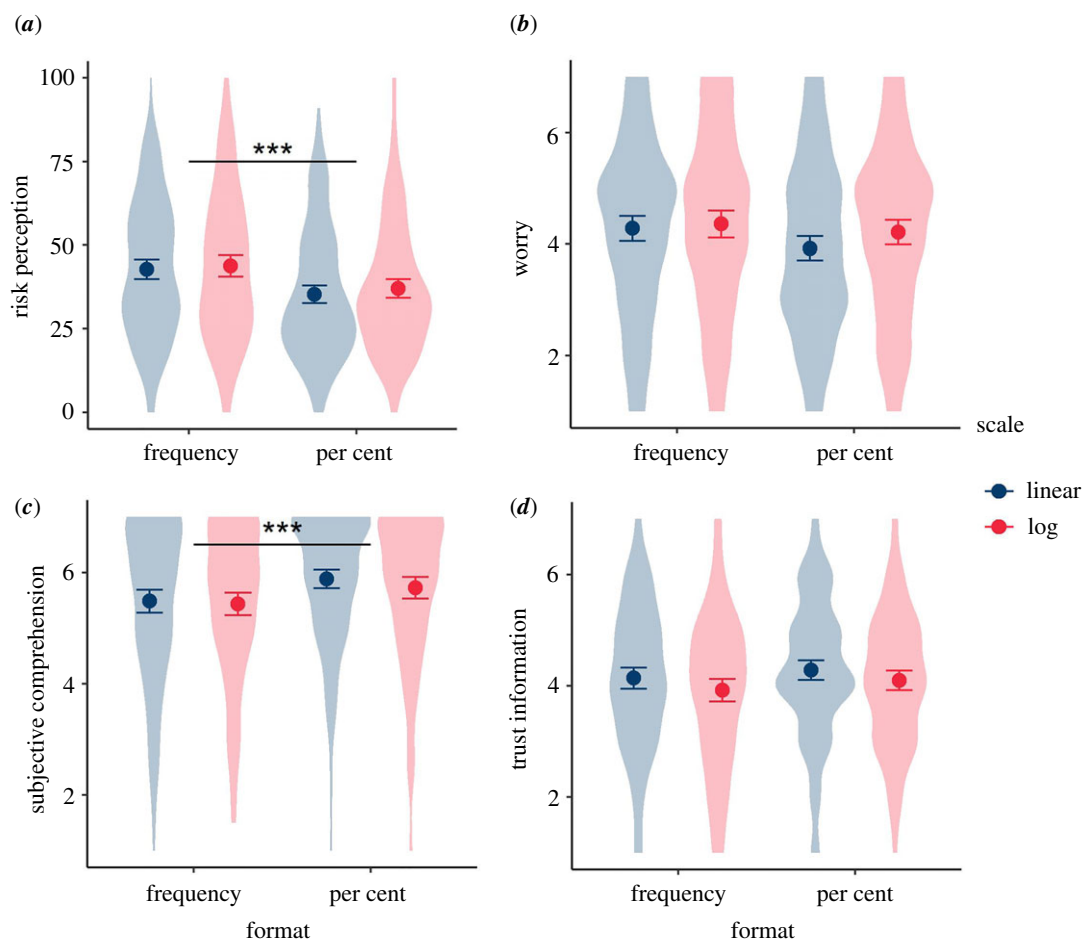 (a)
100
75
50
25
0
risk perception
***
frequency
per cent
(b)
6
4
2
worry
frequency
per cent
scale
linear
log
(c)
6
4
2
subjective comprehension
***
frequency
per cent
format
(d)
6
4
2
trust information
frequency
per cent
format